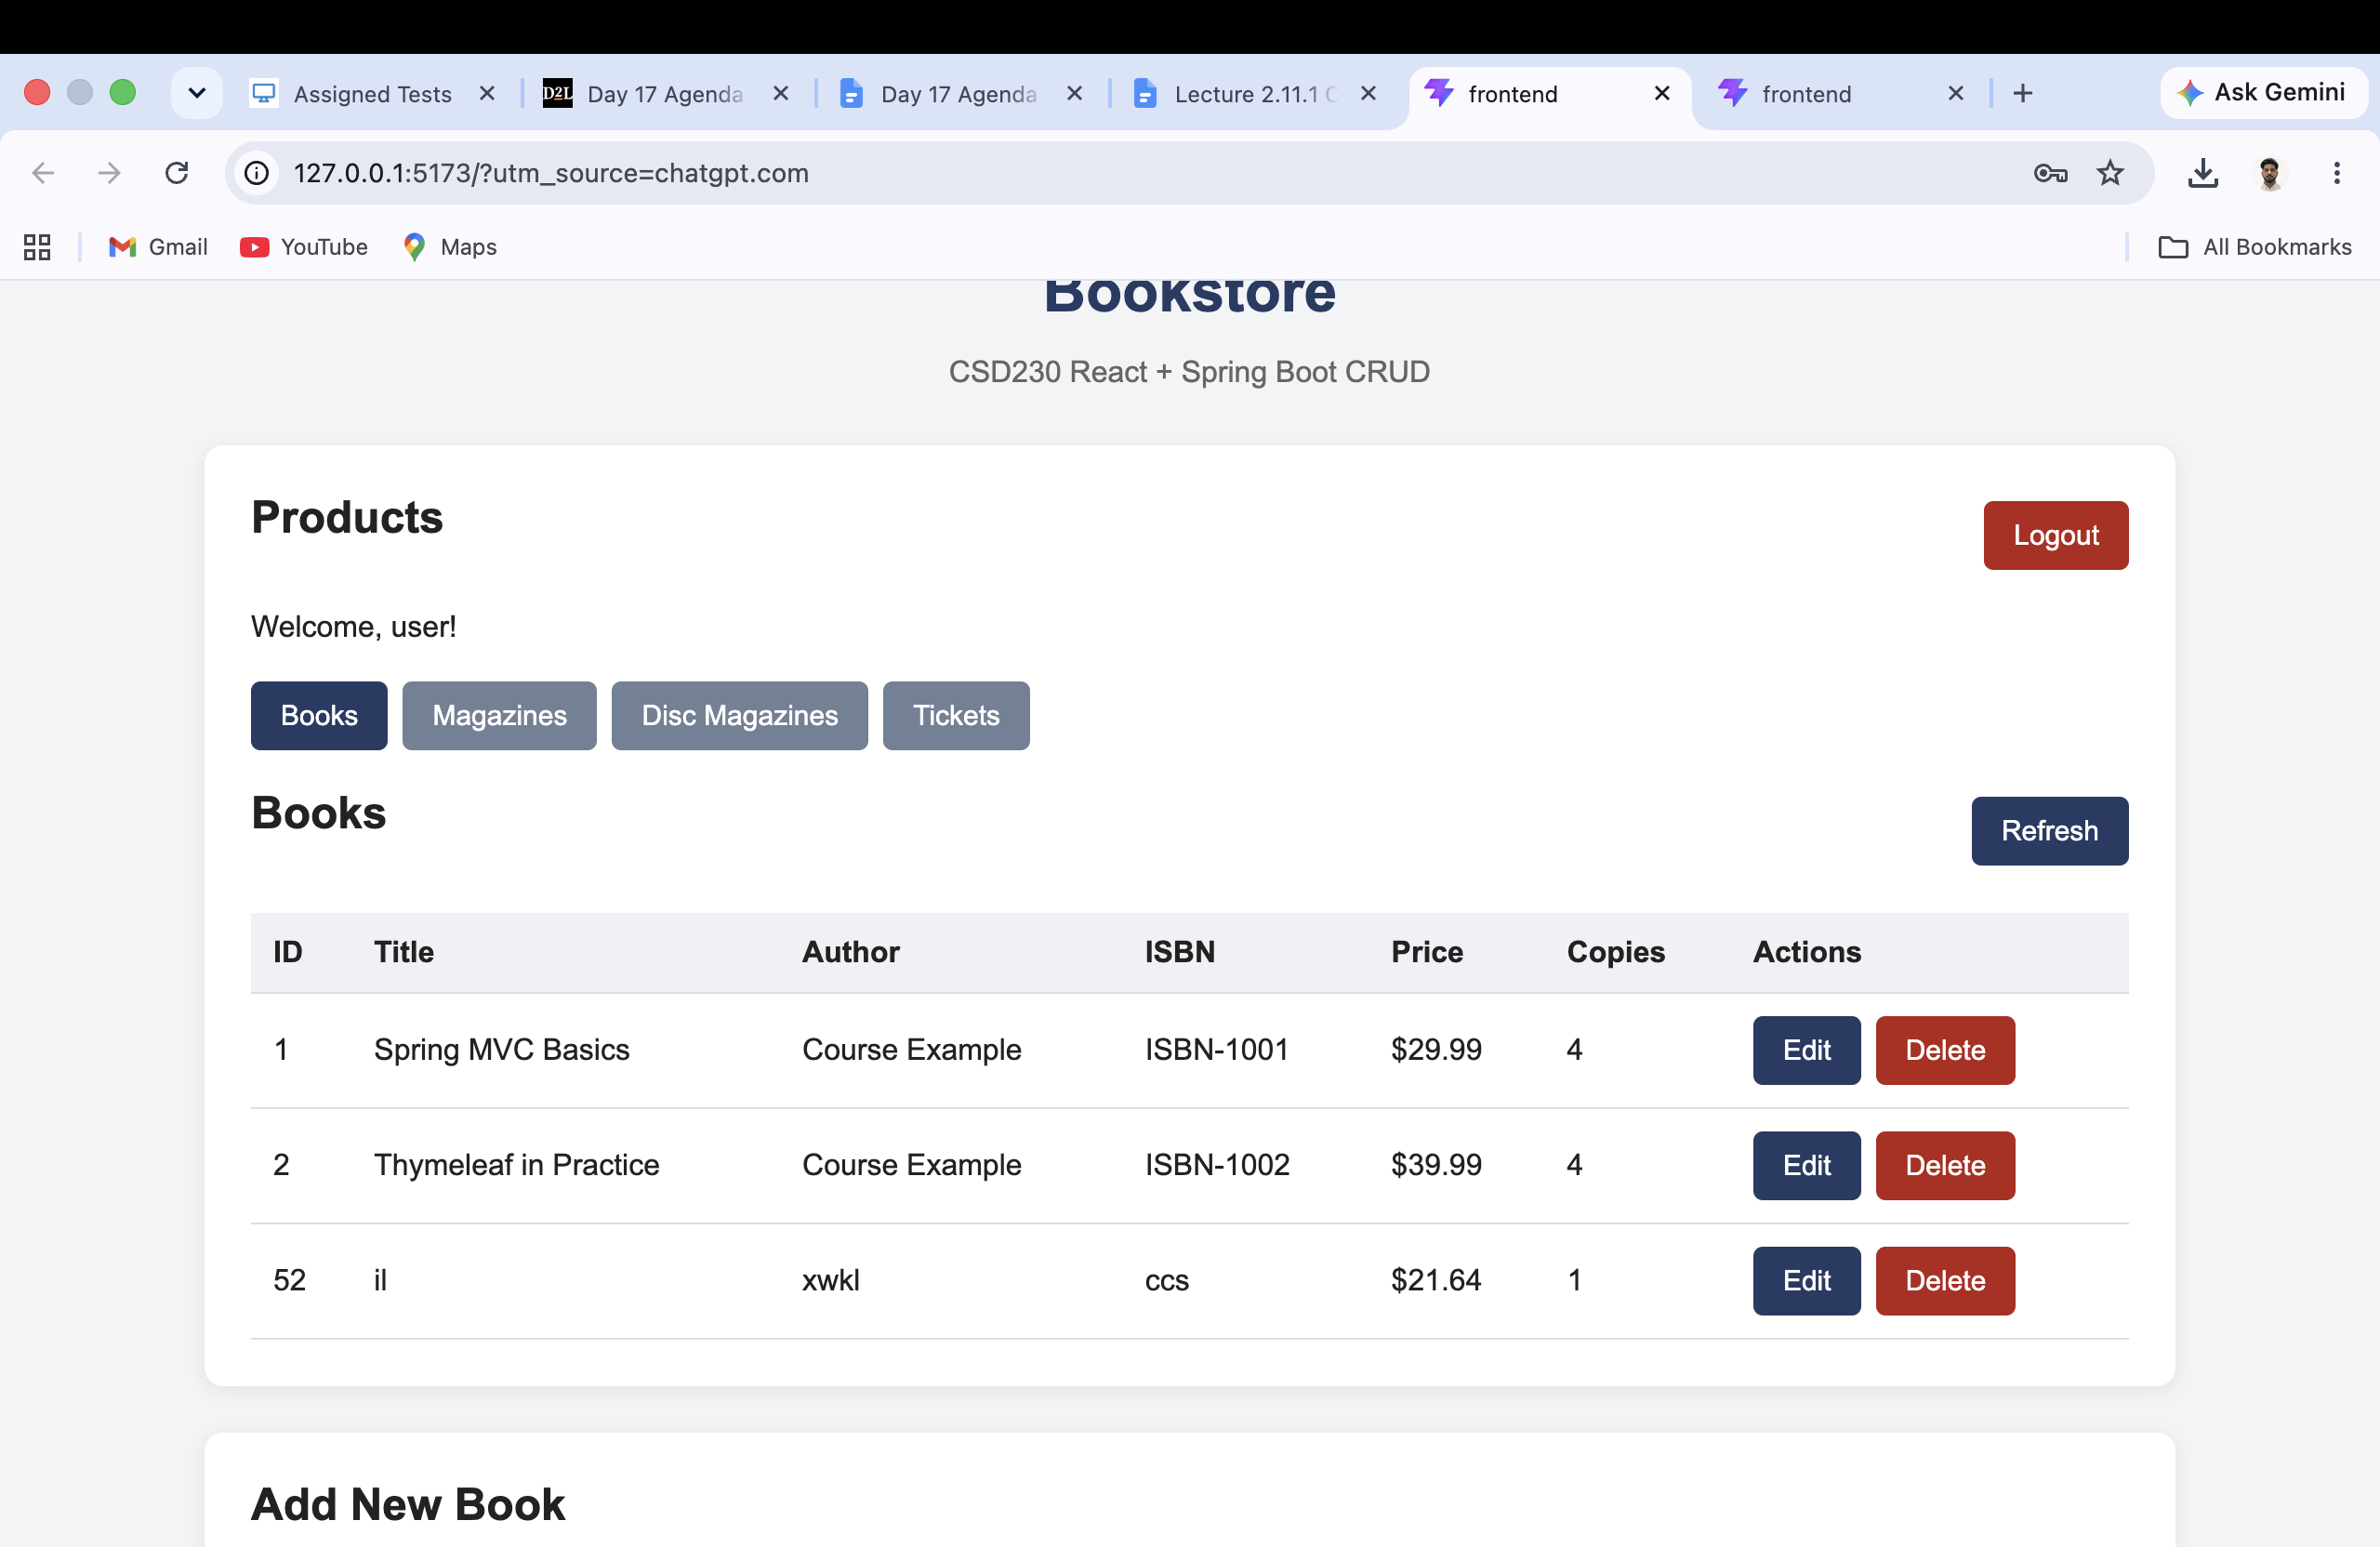 Assigned Tests
D2L Day 17 Agenda
Day 17 Agenda
Lecture 2.11.1
frontend
frontend
Ask Gemini
127.0.0.1:5173/?utm_source=chatgpt.com
Gmail
YouTube
Maps
All Bookmarks
Bookstore
CSD230 React + Spring Boot CRUD
Products
Logout
Welcome, user!
Books Magazines Disc Magazines Tickets
Books
Refresh
ID Title Author ISBN Price Copies Actions
1 Spring MVC Basics Course Example ISBN-1001 $29.99 4 Edit Delete
2 Thymeleaf in Practice Course Example ISBN-1002 $39.99 4 Edit Delete
52 il xwkl ccs $21.64 1 Edit Delete
Add New Book